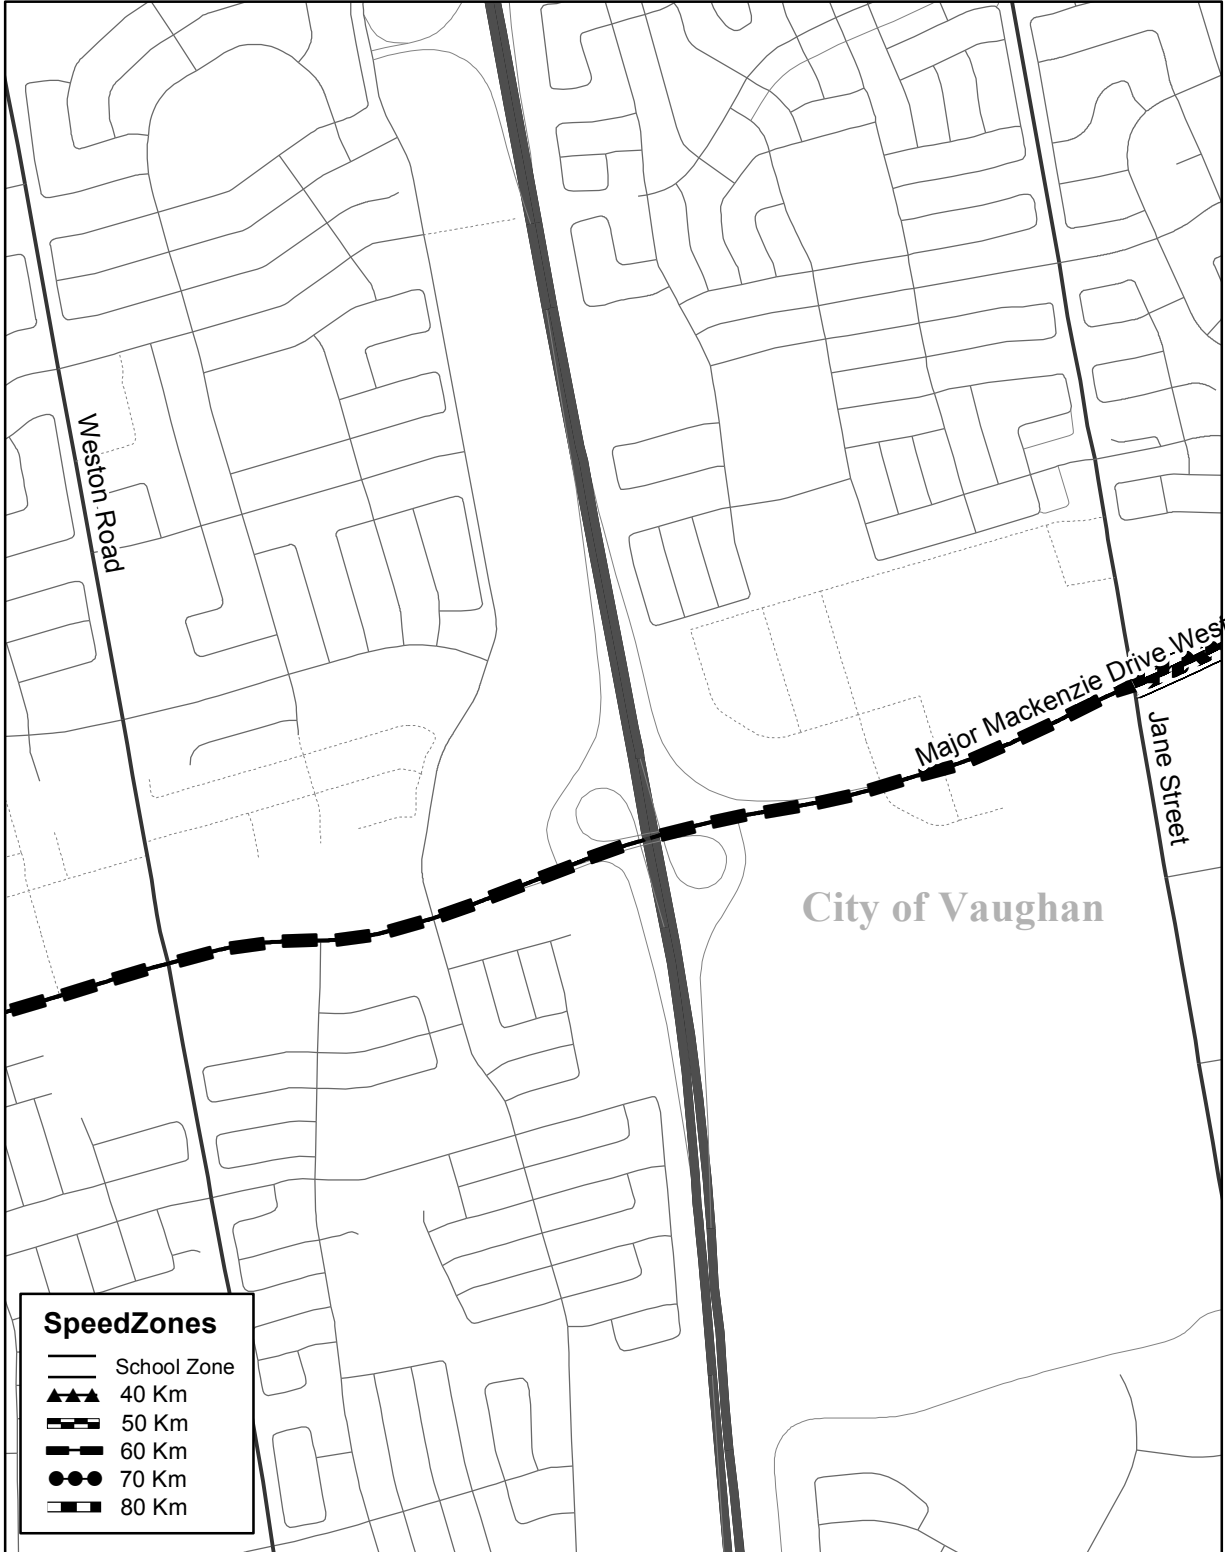 Weston Road
Major Mackenzie Drive West
Jane Street
City of Vaughan
SpeedZones
School Zone
40 Km
50 Km
60 Km
70 Km
80 Km